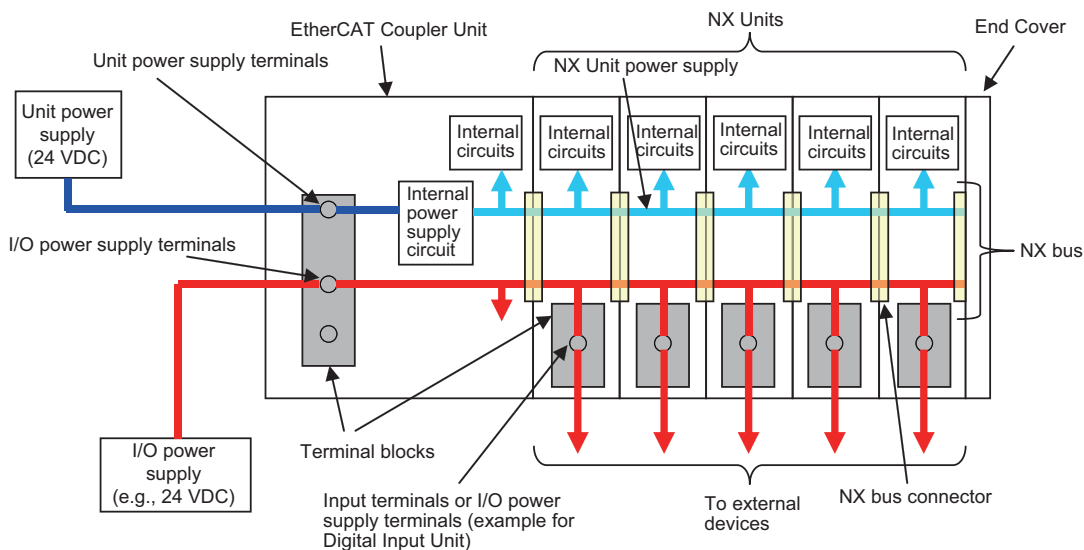 EtherCAT Coupler Unit
NX Units
End Cover
Unit power supply terminals
NX Unit power supply
Unit power
supply
(24 VDC)
Internal
circuits
Internal
circuits
Internal
circuits
Internal
circuits
Internal
circuits
Internal
circuits
Internal
power
supply
circuit
I/O power supply terminals
NX bus
I/O power
supply
(e.g., 24 VDC)
Terminal blocks
Input terminals or I/O power
supply terminals (example for
Digital Input Unit)
To external
devices
NX bus connector